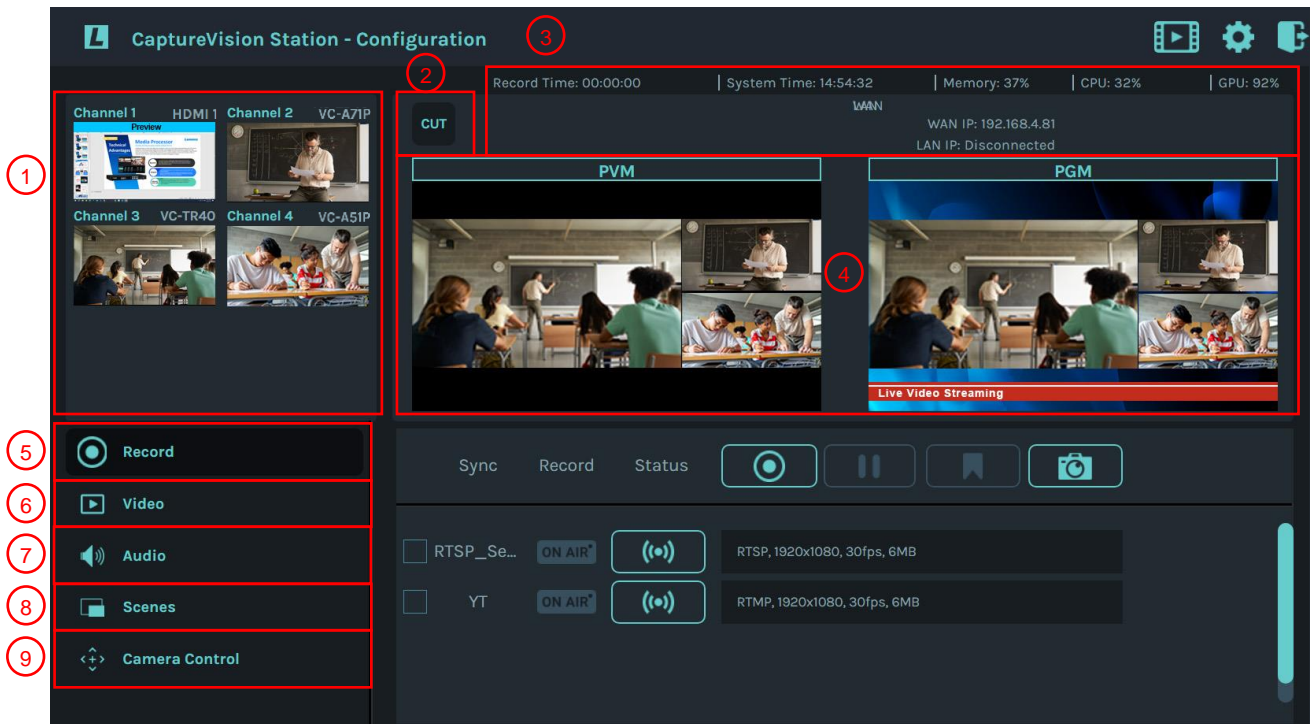 L CaptureVision Station - Configuration
3
2
Record Time: 00:00:00 | System Time: 14:54:32 | Memory: 37% | CPU: 32% | GPU: 92%
WAN IP: 192.168.4.81
LAN IP: Disconnected
CUT
1
Channel 1 HDMI 1 Channel 2 VC-A71P
Preview
Technical Advantages
Media Processor
Channel 3 VC-TR40 Channel 4 VC-A51P
PVM
PGM
4
Live Video Streaming
5 Record
6 Video
7 Audio
8 Scenes
9 Camera Control
Sync Record Status
RTSP_Se... ON AIR RTSP, 1920x1080, 30fps, 6MB
YT ON AIR RTMP, 1920x1080, 30fps, 6MB